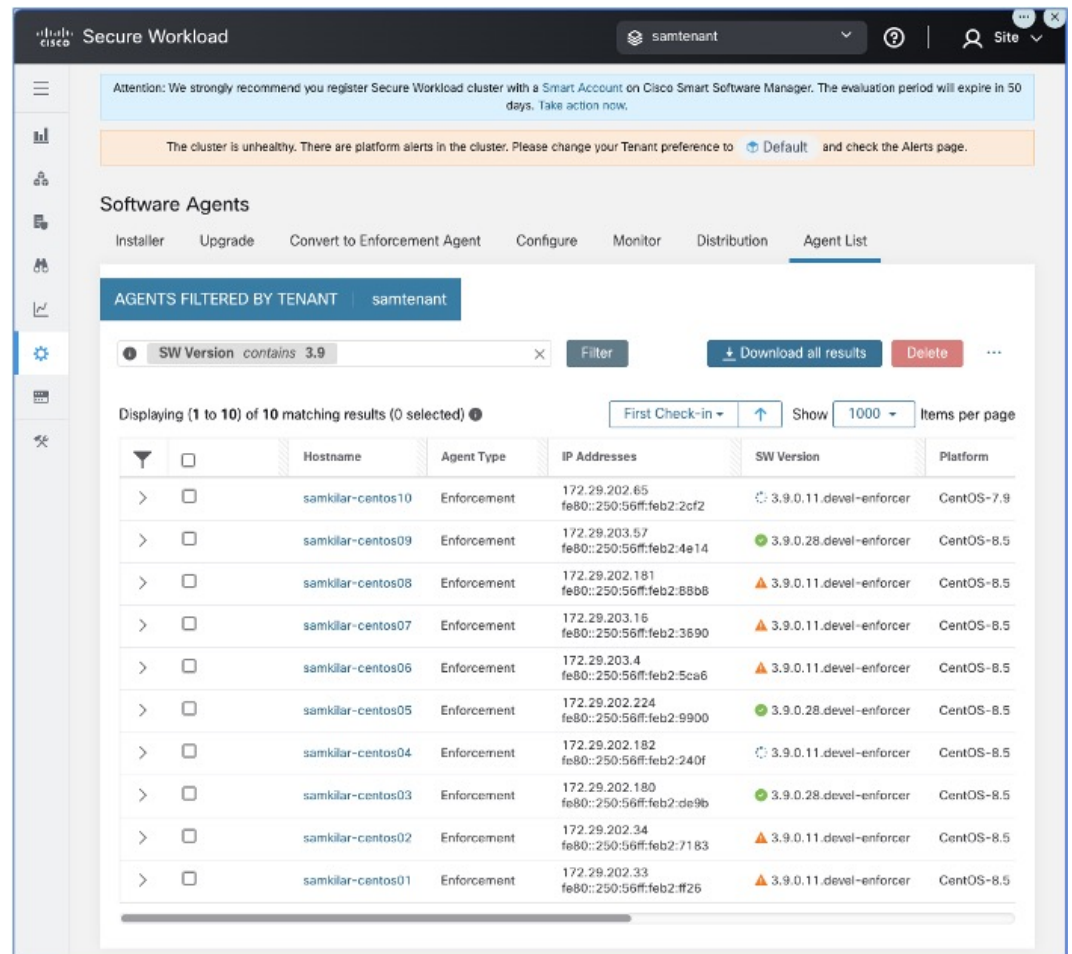 cisco Secure Workload
samtenant
Site
Attention: We strongly recommend you register Secure Workload cluster with a Smart Account on Cisco Smart Software Manager. The evaluation period will expire in 50
days. Take action now.
The cluster is unhealthy. There are platform alerts in the cluster. Please change your Tenant preference to Default and check the Alerts page.
Software Agents
Installer Upgrade Convert to Enforcement Agent Configure Monitor Distribution Agent List
AGENTS FILTERED BY TENANT samtenant
SW Version contains 3.9 Filter Download all results Delete ...
Displaying (1 to 10) of 10 matching results (0 selected) First Check-in Show 1000 Items per page
Hostname Agent Type IP Addresses SW Version Platform
samkilar-centos10 Enforcement 172.29.202.65 3.9.0.11.devel-enforcer CentOS-7.9
fe80::250:56ff:feb2:2cf2
samkilar-centos09 Enforcement 172.29.203.57 3.9.0.28.devel-enforcer CentOS-8.5
fe80::250:56ff:feb2:4e14
samkilar-centos08 Enforcement 172.29.202.181 3.9.0.11.devel-enforcer CentOS-8.5
fe80::250:56ff:feb2:88b8
samkilar-centos07 Enforcement 172.29.203.16 3.9.0.11.devel-enforcer CentOS-8.5
fe80::250:56ff:feb2:3690
samkilar-centos06 Enforcement 172.29.203.4 3.9.0.11.devel-enforcer CentOS-8.5
fe80::250:56ff:feb2:5ca6
samkilar-centos05 Enforcement 172.29.202.224 3.9.0.28.devel-enforcer CentOS-8.5
fe80::250:56ff:feb2:9900
samkilar-centos04 Enforcement 172.29.202.182 3.9.0.11.devel-enforcer CentOS-8.5
fe80::250:56ff:feb2:240f
samkilar-centos03 Enforcement 172.29.202.180 3.9.0.28.devel-enforcer CentOS-8.5
fe80::250:56ff:feb2:de9b
samkilar-centos02 Enforcement 172.29.202.34 3.9.0.11.devel-enforcer CentOS-8.5
fe80::250:56ff:feb2:7183
samkilar-centos01 Enforcement 172.29.202.33 3.9.0.11.devel-enforcer CentOS-8.5
fe80::250:56ff:feb2:ff26